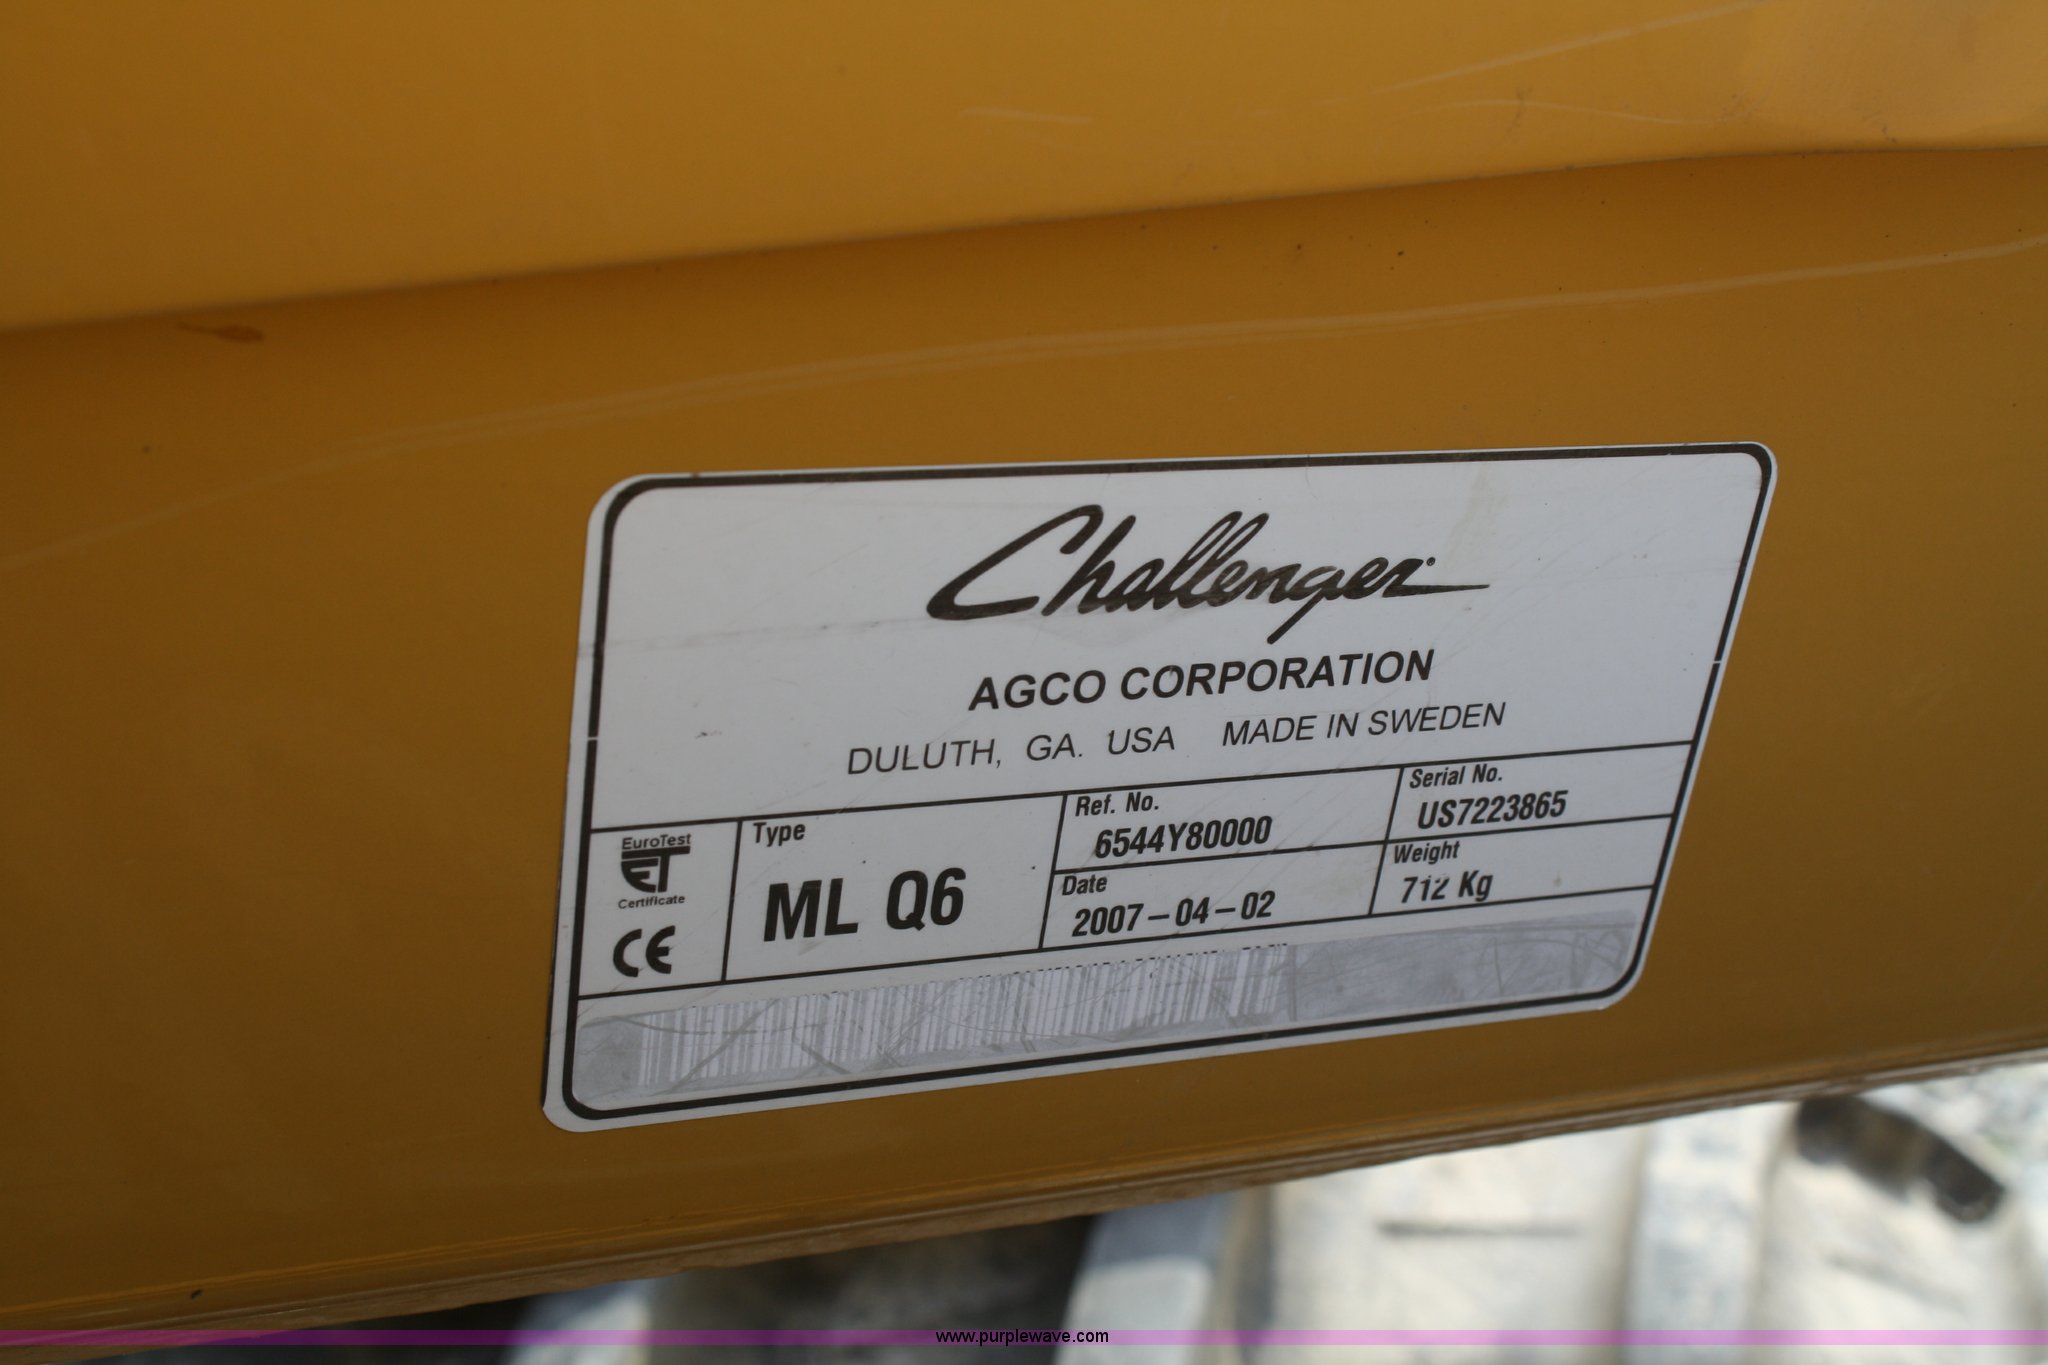 Challenger
AGCO CORPORATION
DULUTH, GA. USA MADE IN SWEDEN
EuroTest
ET
Certificate
CE
Type
ML Q6
Ref. No.
6544Y80000
Serial No.
US7223865
Date
2007-04-02
Weight
712 Kg
www.purplewave.com